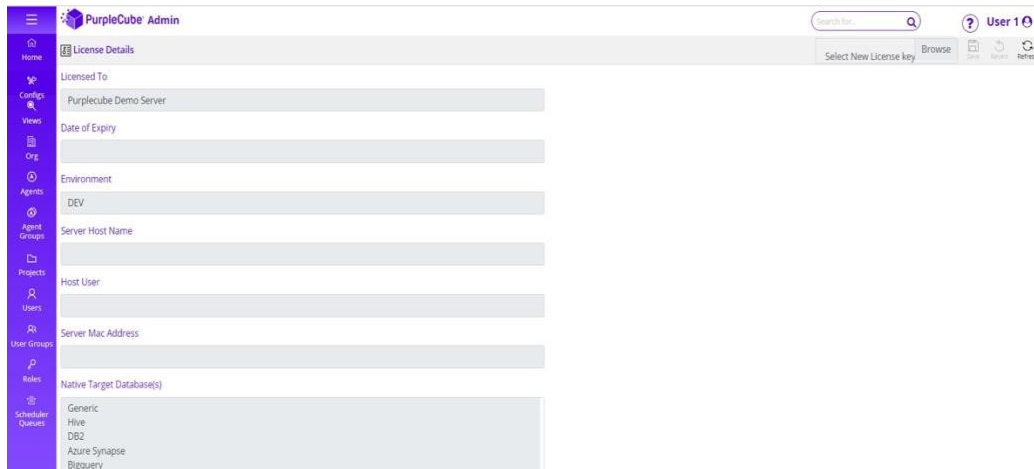 PurpleCube Admin
Search for..
?
User 1
Home
Configs
Views
Org
Agents
Agent
Groups
Projects
Users
User Groups
Roles
Scheduler
Queues
License Details
Select New License key
Browse
Save
Revert
Refres
Licensed To
Purplecube Demo Server
Date of Expiry
Environment
DEV
Server Host Name
Host User
Server Mac Address
Native Target Database(s)
Generic
Hive
DB2
Azure Synapse
Bigquery